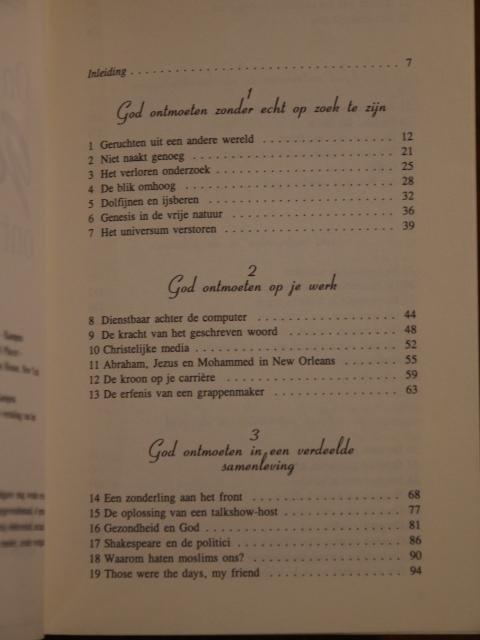 Inleiding . . . . . . . . . . . . . . . . . . . . . . . . . . . . . . 7
1
God ontmoeten zonder echt op zoek te zijn
1 Geruchten uit een andere wereld . . . . . . . . . . . . . . . 12
2 Niet naakt genoeg . . . . . . . . . . . . . . . . . . . . . . . 21
3 Het verloren onderzoek . . . . . . . . . . . . . . . . . . . . 25
4 De blik omhoog . . . . . . . . . . . . . . . . . . . . . . . . 28
5 Dolfijnen en ijsberen . . . . . . . . . . . . . . . . . . . . . 32
6 Genesis in de vrije natuur . . . . . . . . . . . . . . . . . . 36
7 Het universum verstoren . . . . . . . . . . . . . . . . . . . 39
2
God ontmoeten op je werk
8 Dienstbaar achter de computer . . . . . . . . . . . . . . . . 44
9 De kracht van het geschreven woord . . . . . . . . . . . . . 48
10 Christelijke media . . . . . . . . . . . . . . . . . . . . . . 52
11 Abraham, Jezus en Mohammed in New Orleans . . . . . . . 55
12 De kroon op je carrière . . . . . . . . . . . . . . . . . . . 59
13 De erfenis van een grappenmaker . . . . . . . . . . . . . . 63
3
God ontmoeten in een verdeelde
samenleving
14 Een zonderling aan het front . . . . . . . . . . . . . . . . . 68
15 De oplossing van een talkshow-host . . . . . . . . . . . . . 77
16 Gezondheid en God . . . . . . . . . . . . . . . . . . . . . 81
17 Shakespeare en de politici . . . . . . . . . . . . . . . . . . 86
18 Waarom haten moslims ons? . . . . . . . . . . . . . . . . . 90
19 Those were the days, my friend . . . . . . . . . . . . . . . 94